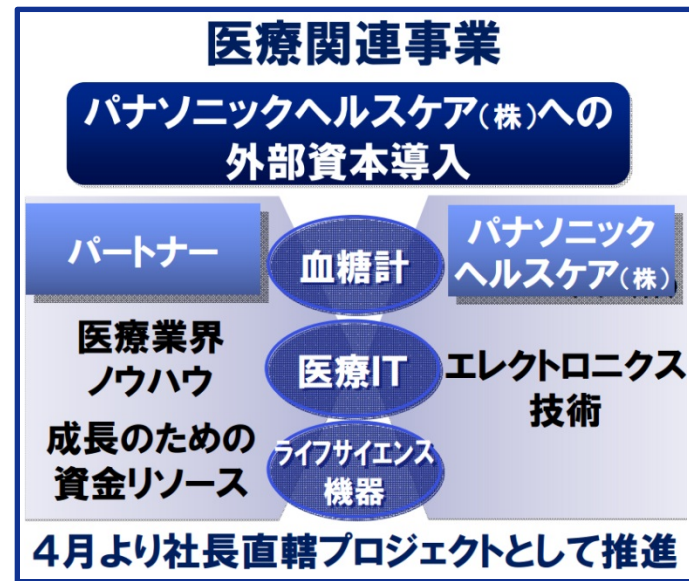 医療関連事業
パナソニックヘルスケア(株)への
外部資本導入
パートナー
医療業界
ノウハウ
成長のための
資金リソース
血糖計
医療IT
ライフサイエンス
機器
パナソニック
ヘルスケア(株)
エレクトロニクス
技術
4月より社長直轄プロジェクトとして推進